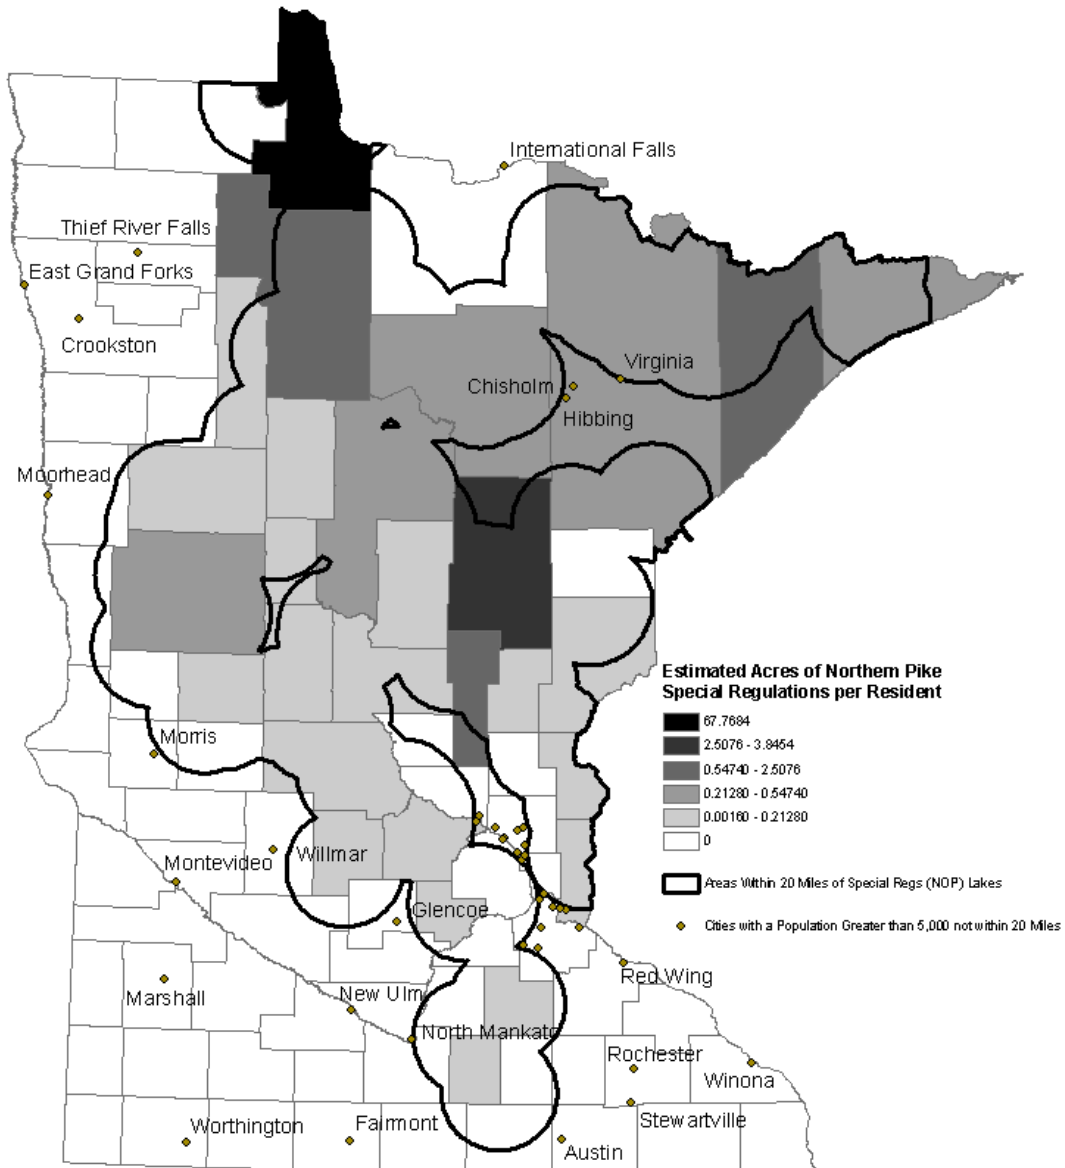 International Falls
Thief River Falls
East Grand Forks
Crookston
Virginia
Chisholm
Hibbing
Moorhead
Estimated Acres of Northern Pike
Special Regulations per Resident
67.7684
2.5076 - 3.8454
0.54740 - 2.5076
0.21280 - 0.54740
0.00160 - 0.21280
0
Morris
Montevideo
Willmar
Areas Within 20 Miles of Special Regs (NOP) Lakes
Glencoe
Cities with a Population Greater than 5,000 not within 20 Miles
Red Wing
Marshall
New Ulm
North Mankato
Rochester
Winona
Stewartville
Worthington
Fairmont
Austin